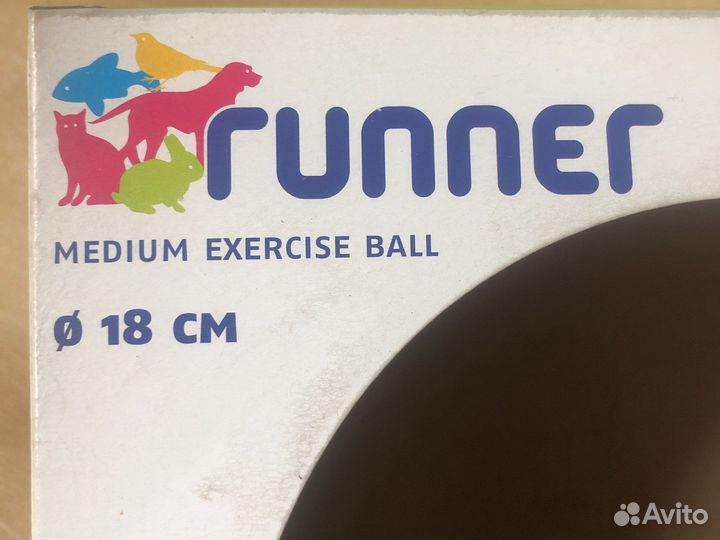 runner
MEDIUM EXERCISE BALL
Ø 18 CM
Avito